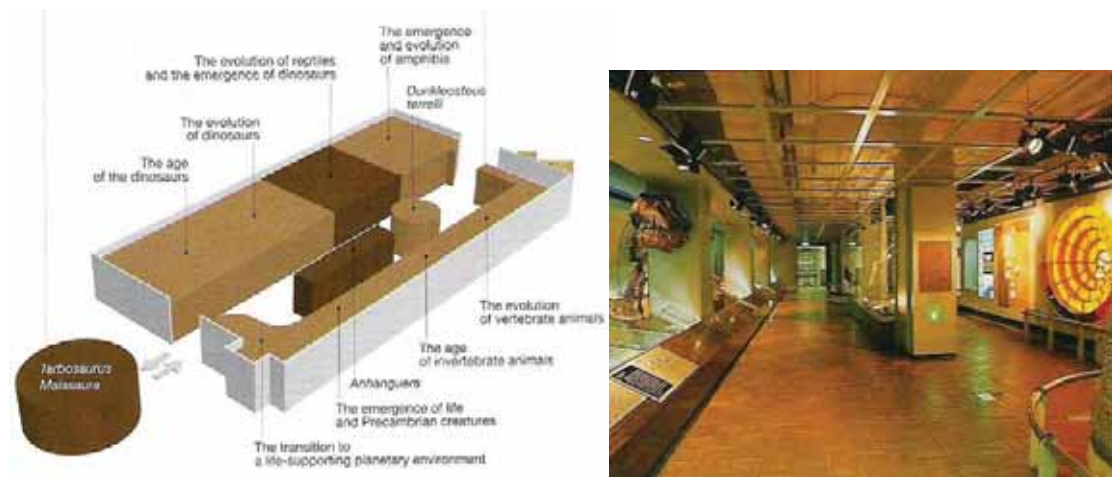 The emergence
and evolution
of amphibis
The evolution of reptiles
and the emergence of dinosaurs
Dunkleosteus
terrelli
The evolution
of dinosaurs
The age
of the dinosaurs
The evolution
of vertebrate animals
The age
of invertebrate animals
Tarbosaurus
Maiasaura
Anhanguera
The emergence of life
and Precambrian creatures
The transition to
a life-supporting planetary environment